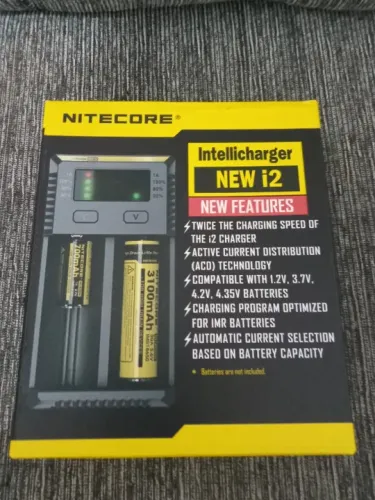 NITECORE®
Intellicharger
NEW i2
NEW FEATURES
TWICE THE CHARGING SPEED OF
THE i2 CHARGER
ACTIVE CURRENT DISTRIBUTION
(ACD) TECHNOLOGY
COMPATIBLE WITH 1.2V, 3.7V,
4.2V, 4.35V BATTERIES
CHARGING PROGRAM OPTIMIZED
FOR IMR BATTERIES
AUTOMATIC CURRENT SELECTION
BASED ON BATTERY CAPACITY
* Batteries are not included.
V
700mAh
3100mAh